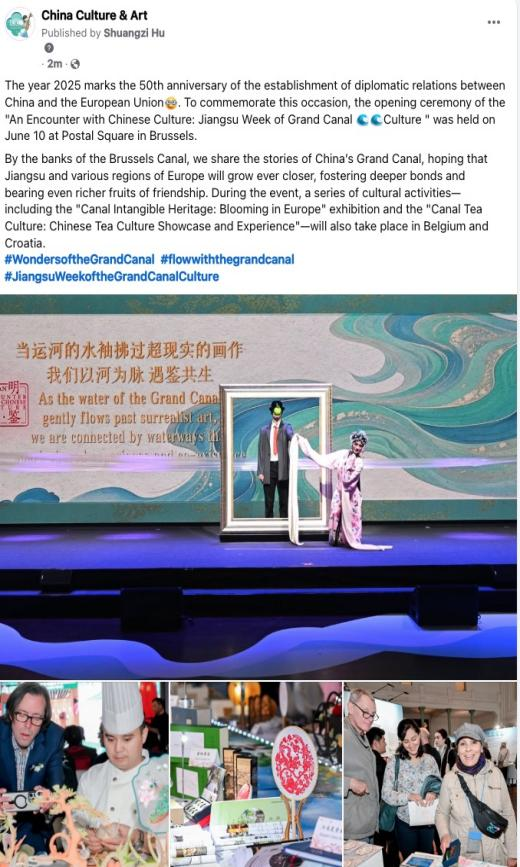 China Culture & Art
Published by Shuangzi Hu
· 2m ·
The year 2025 marks the 50th anniversary of the establishment of diplomatic relations between
China and the European Union🤓. To commemorate this occasion, the opening ceremony of the
"An Encounter with Chinese Culture: Jiangsu Week of Grand Canal 🌊🌊Culture " was held on
June 10 at Postal Square in Brussels.
By the banks of the Brussels Canal, we share the stories of China's Grand Canal, hoping that
Jiangsu and various regions of Europe will grow ever closer, fostering deeper bonds and
bearing even richer fruits of friendship. During the event, a series of cultural activities—
including the "Canal Intangible Heritage: Blooming in Europe" exhibition and the "Canal Tea
Culture: Chinese Tea Culture Showcase and Experience"—will also take place in Belgium and
Croatia.
#WondersoftheGrandCanal #flowwiththegrandcanal
#JiangsuWeekoftheGrandCanalCulture
当运河的水袖拂过超现实的画作
我们以河为脉 遇鉴共生
As the water of the Grand Cana
gently flows past surrealist art,
we are connected by waterways th